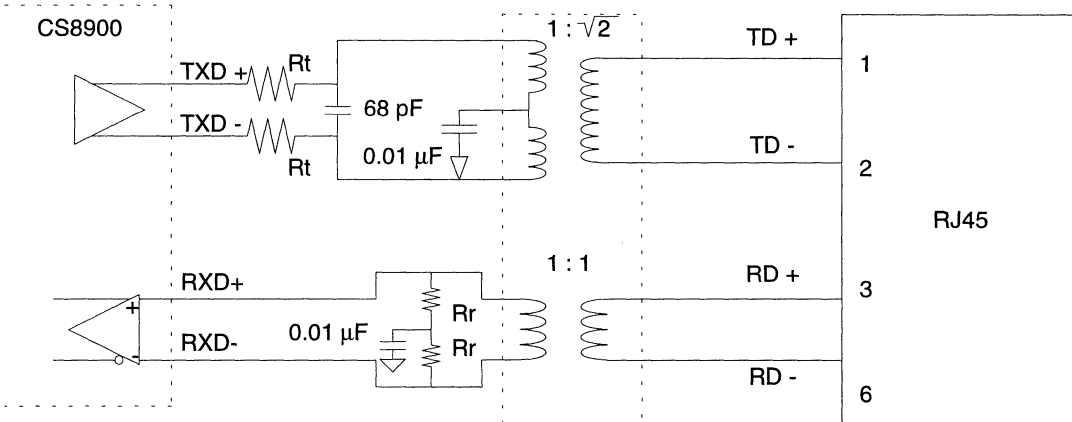 CS8900
1 : √2
TXD +
Rt
TD +
1
68 pF
TXD -
0.01 µF
Rt
TD -
2
RJ45
1 : 1
RXD+
RD +
3
0.01 µF
Rr
RXD-
Rr
+
-
RD -
6